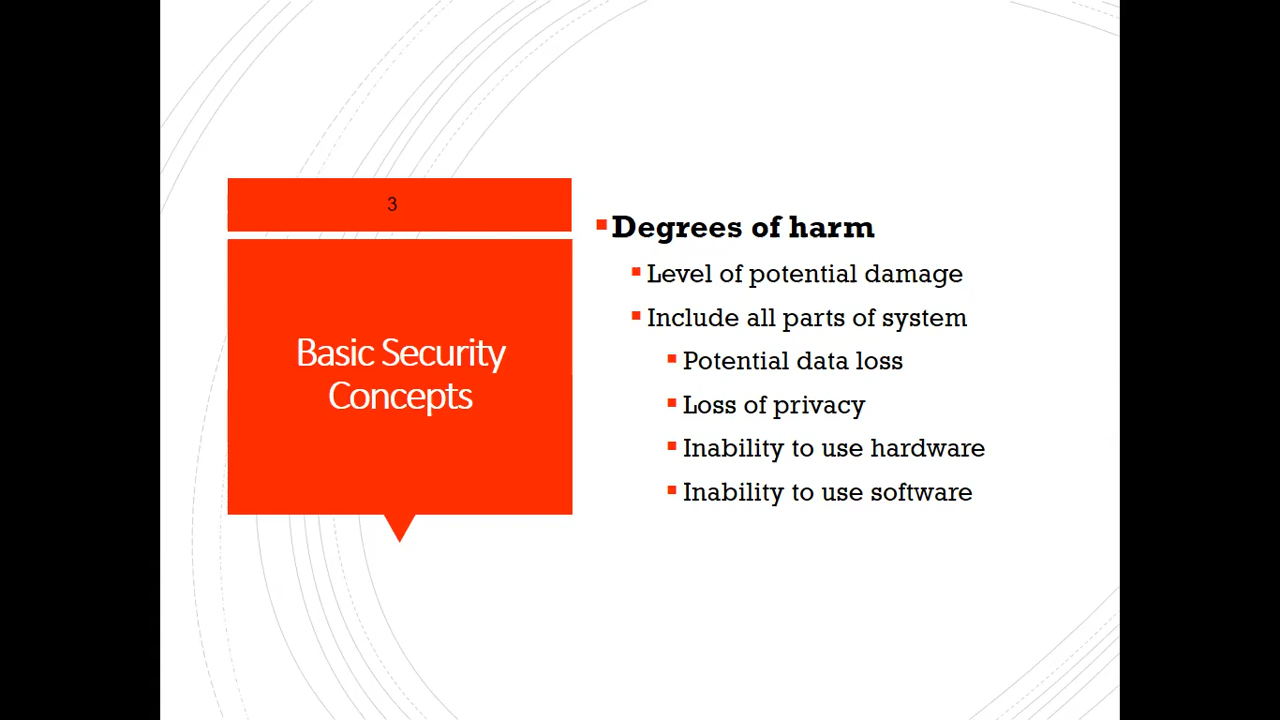 3
Basic Security
Concepts
Degrees of harm
Level of potential damage
Include all parts of system
Potential data loss
Loss of privacy
Inability to use hardware
Inability to use software